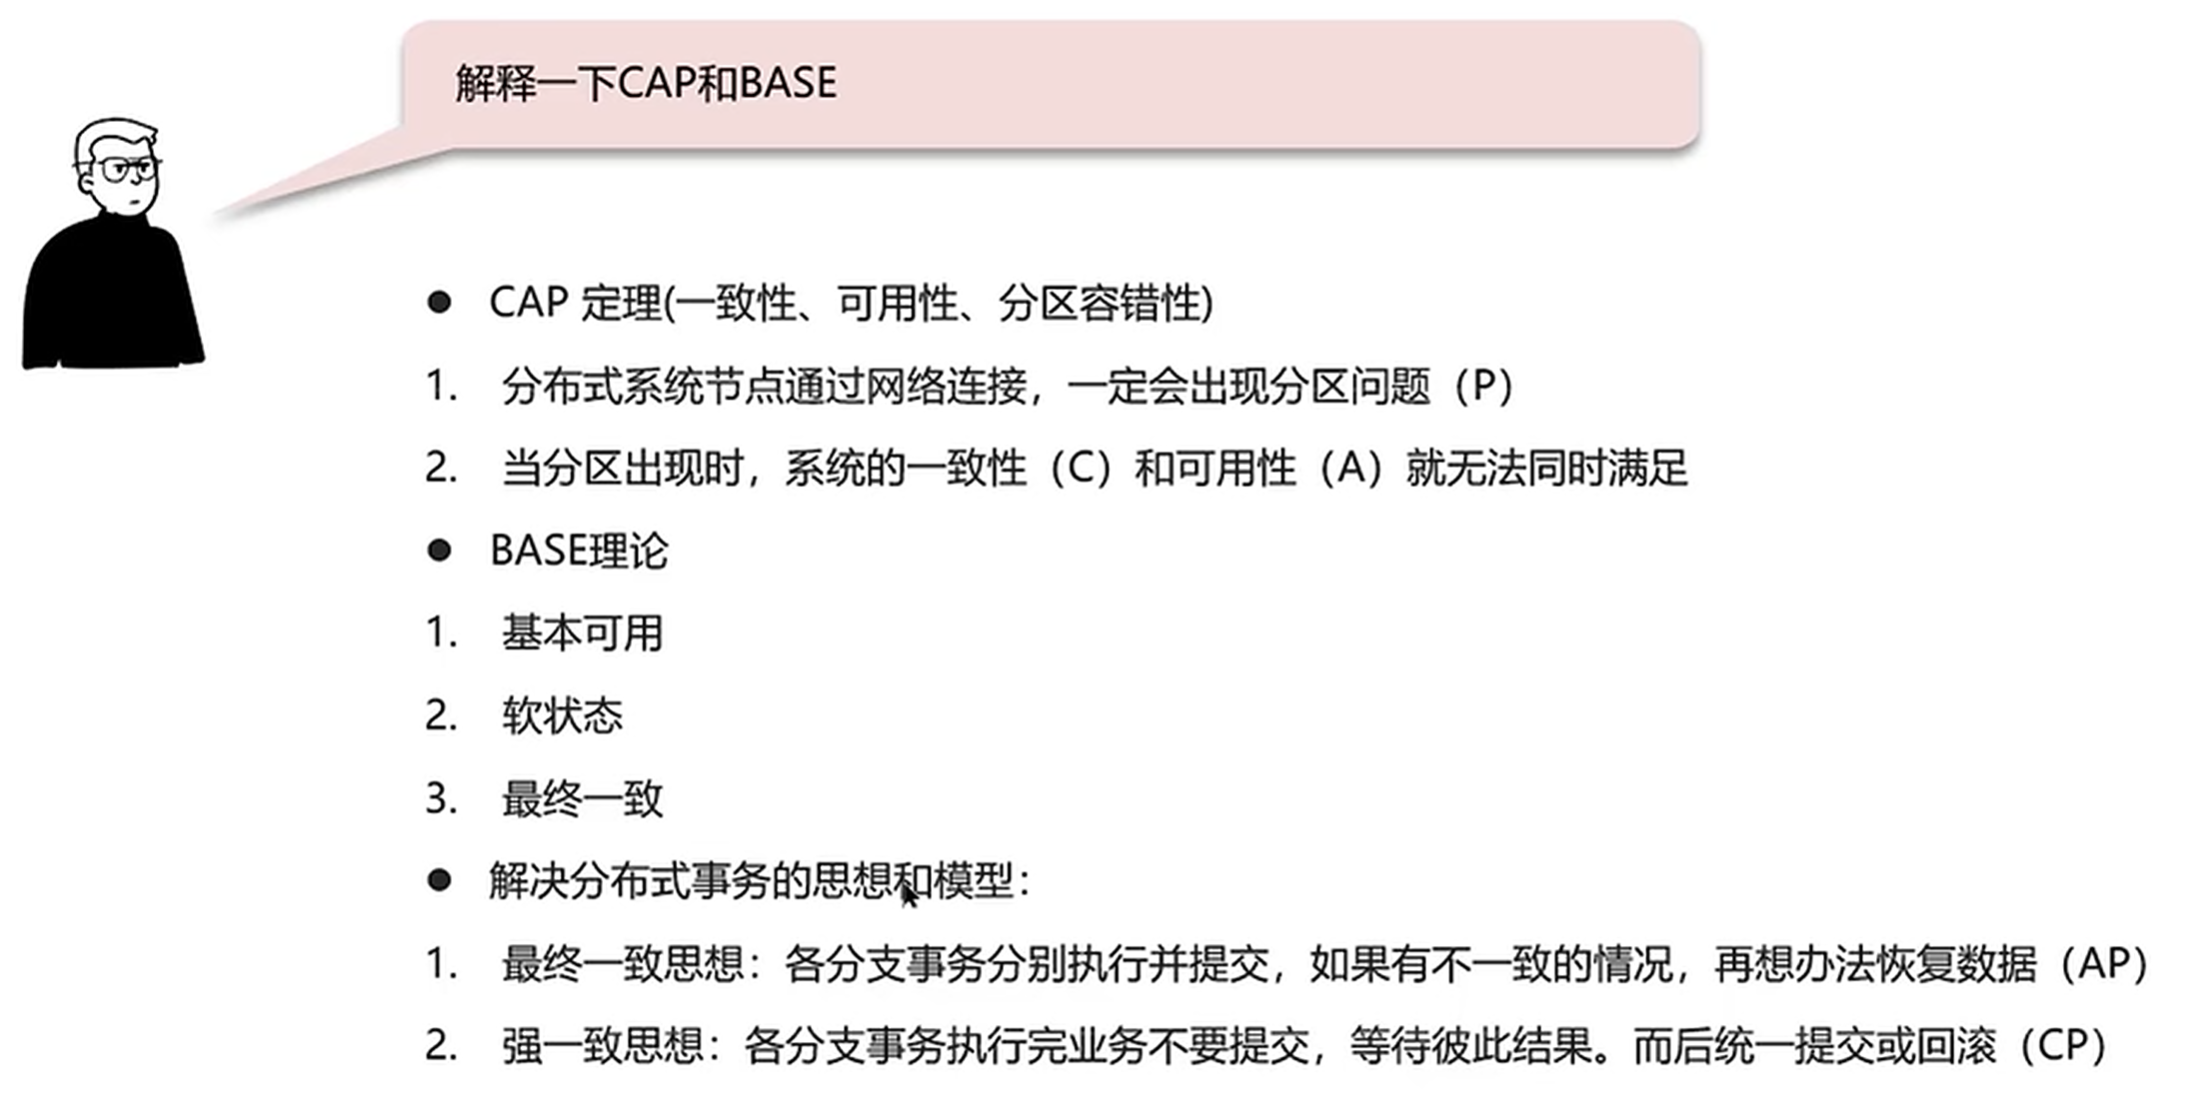 解释一下CAP和BASE
● CAP 定理(一致性、可用性、分区容错性)
1. 分布式系统节点通过网络连接，一定会出现分区问题（P）
2. 当分区出现时，系统的一致性（C）和可用性（A）就无法同时满足
● BASE理论
1. 基本可用
2. 软状态
3. 最终一致
● 解决分布式事务的思想和模型：
1. 最终一致思想：各分支事务分别执行并提交，如果有不一致的情况，再想办法恢复数据（AP）
2. 强一致思想：各分支事务执行完业务不要提交，等待彼此结果。而后统一提交或回滚（CP）